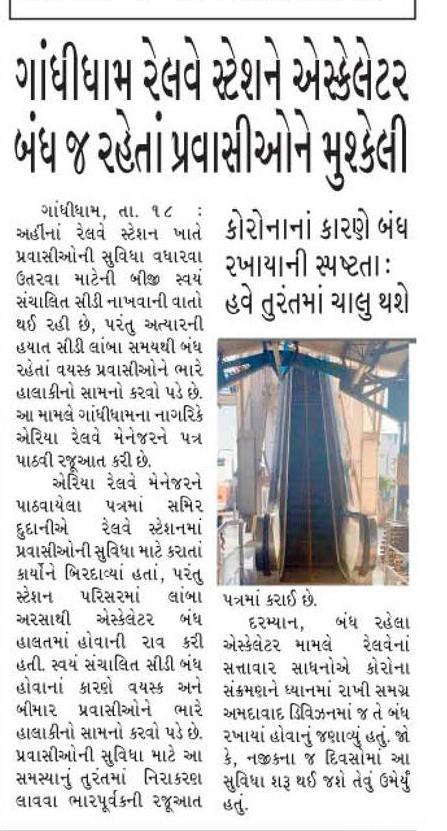 ગાંધીધામ રેલવે સ્ટેશને એસ્કેલેટર
બંધ જ રહેતાં પ્રવાસીઓને મુશ્કેલી
ગાંધીધામ, તા. ૧૮ :
અહીંનાં રેલવે સ્ટેશન ખાતે
પ્રવાસીઓની સુવિધા વધારવા
ઉતરવા માટેની બીજી સ્વયં
સંચાલિત સીડી નાખવાની વાતો
થઈ રહી છે, પરંતુ અત્યારની
હયાત સીડી લાંબા સમયથી બંધ
રહેતાં વયસ્ક પ્રવાસીઓને ભારે
હાલાકીનો સામનો કરવો પડે છે.
આ મામલે ગાંધીધામના નાગરિકે
એરિયા રેલવે મેનેજરને પત્ર
પાઠવી રજૂઆત કરી છે.
એરિયા રેલવે મેનેજરને
પાઠવાયેલા પત્રમાં સમિર
દુદાનીએ રેલવે સ્ટેશનમાં
પ્રવાસીઓની સુવિધા માટે કરાતાં
કાર્યોને બિરદાવ્યાં હતાં, પરંતુ
સ્ટેશન પરિસરમાં લાંબા
અરસાથી એસ્કેલેટર બંધ
હાલતમાં હોવાની રાવ કરી
હતી. સ્વયં સંચાલિત સીડી બંધ
હોવાનાં કારણે વયસ્ક અને
બીમાર પ્રવાસીઓને ભારે
હાલાકીનો સામનો કરવો પડે છે.
પ્રવાસીઓની સુવિધા માટે આ
સમસ્યાનું તુરંતમાં નિરાકરણ
લાવવા ભારપૂર્વકની રજૂઆત
કોરોનાનાં કારણે બંધ
રખાયાની સ્પષ્ટતા :
હવે તુરંતમાં ચાલુ થશે
પત્રમાં કરાઈ છે.
દરમ્યાન, બંધ રહેલા
એસ્કેલેટર મામલે રેલવેનાં
સત્તાવાર સાધનોએ કોરોના
સંક્રમણને ધ્યાનમાં રાખી સમગ્ર
અમદાવાદ ડિવિઝનમાં જ તે બંધ
રખાયાં હોવાનું જણાવ્યું હતું. જો
કે, નજીકના જ દિવસોમાં આ
સુવિધા શરૂ થઈ જશે તેવું ઉમેર્યું
હતું.